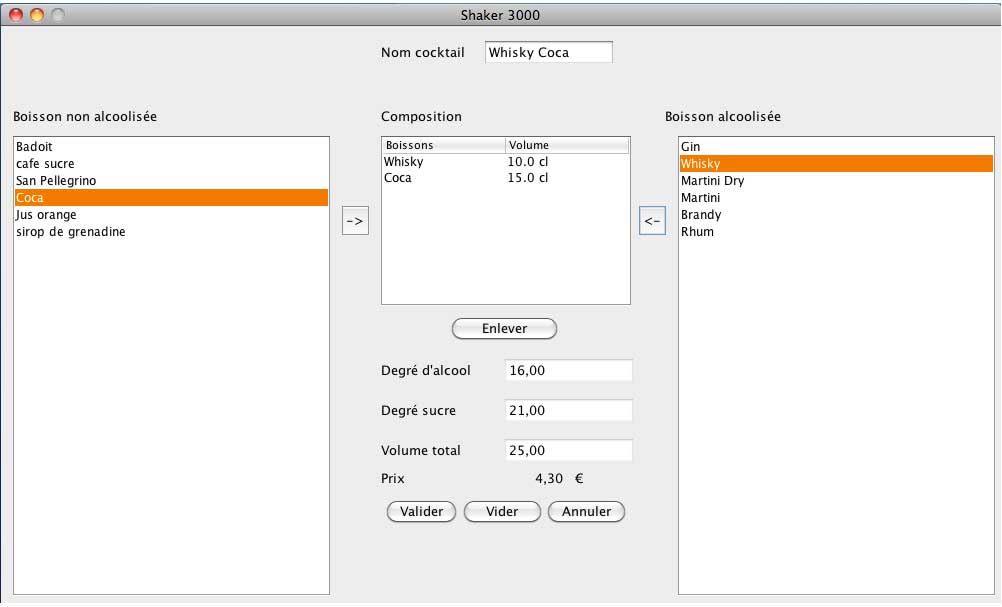 Shaker 3000
Nom cocktail Whisky Coca
Boisson non alcoolisée
Badoit
cafe sucre
San Pellegrino
Coca
Jus orange
sirop de grenadine
->
Composition
Boissons Volume
Whisky 10.0 cl
Coca 15.0 cl
Enlever
Degré d'alcool 16,00
Degré sucre 21,00
Volume total 25,00
Prix 4,30 €
Valider Vider Annuler
<-
Boisson alcoolisée
Gin
Whisky
Martini Dry
Martini
Brandy
Rhum